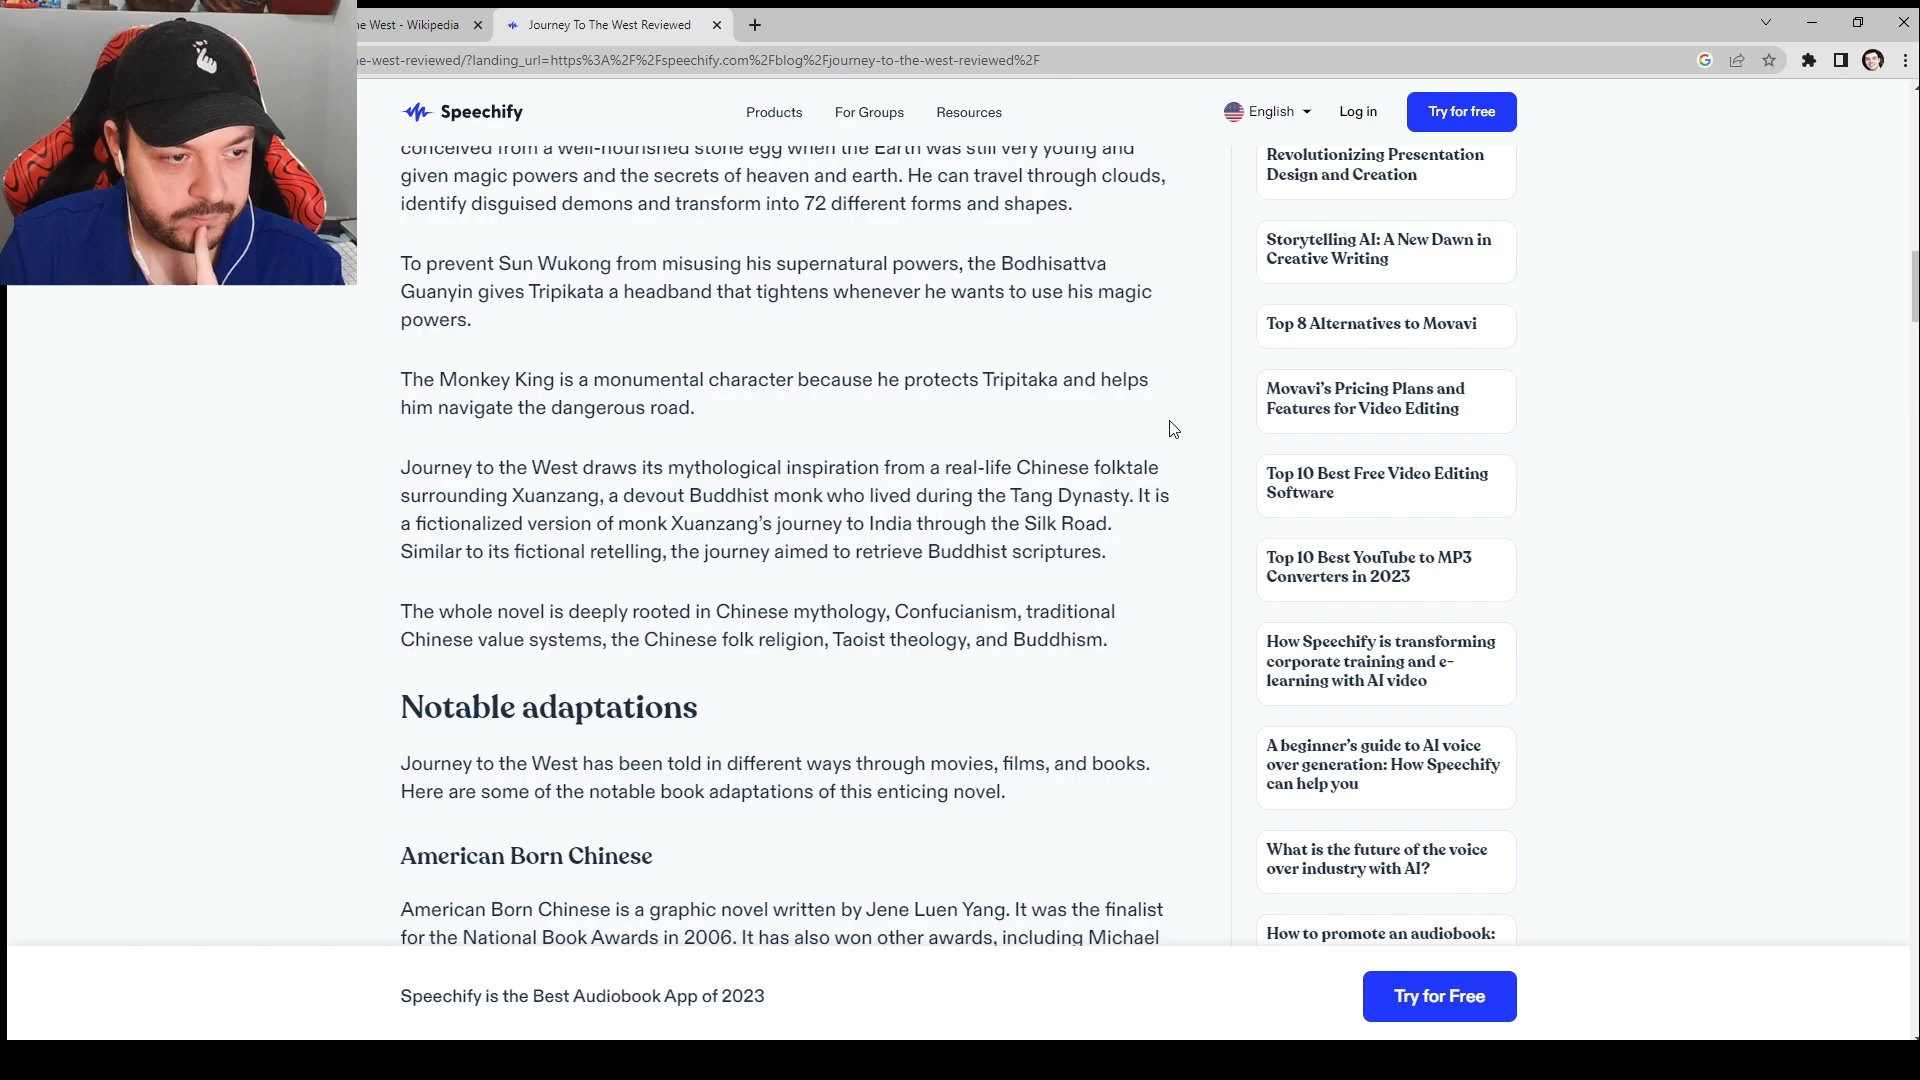 he West - Wikipedia
Journey To The West Reviewed
e-west-reviewed/?landing_url=https%3A%2F%2Fspeechify.com%2Fblog%2Fjourney-to-the-west-reviewed%2F
Speechify
Products
For Groups
Resources
English
Log in
Try for free
conceived from a well-nourished stone egg when the Earth was still very young and
given magic powers and the secrets of heaven and earth. He can travel through clouds,
identify disguised demons and transform into 72 different forms and shapes.
To prevent Sun Wukong from misusing his supernatural powers, the Bodhisattva
Guanyin gives Tripikata a headband that tightens whenever he wants to use his magic
powers.
The Monkey King is a monumental character because he protects Tripitaka and helps
him navigate the dangerous road.
Journey to the West draws its mythological inspiration from a real-life Chinese folktale
surrounding Xuanzang, a devout Buddhist monk who lived during the Tang Dynasty. It is
a fictionalized version of monk Xuanzang's journey to India through the Silk Road.
Similar to its fictional retelling, the journey aimed to retrieve Buddhist scriptures.
The whole novel is deeply rooted in Chinese mythology, Confucianism, traditional
Chinese value systems, the Chinese folk religion, Taoist theology, and Buddhism.
Notable adaptations
Journey to the West has been told in different ways through movies, films, and books.
Here are some of the notable book adaptations of this enticing novel.
American Born Chinese
American Born Chinese is a graphic novel written by Jene Luen Yang. It was the finalist
for the National Book Awards in 2006. It has also won other awards, including Michael
Revolutionizing Presentation
Design and Creation
Storytelling AI: A New Dawn in
Creative Writing
Top 8 Alternatives to Movavi
Movavi's Pricing Plans and
Features for Video Editing
Top 10 Best Free Video Editing
Software
Top 10 Best YouTube to MP3
Converters in 2023
How Speechify is transforming
corporate training and e-
learning with AI video
A beginner's guide to AI voice
over generation: How Speechify
can help you
What is the future of the voice
over industry with AI?
How to promote an audiobook:
Speechify is the Best Audiobook App of 2023
Try for Free